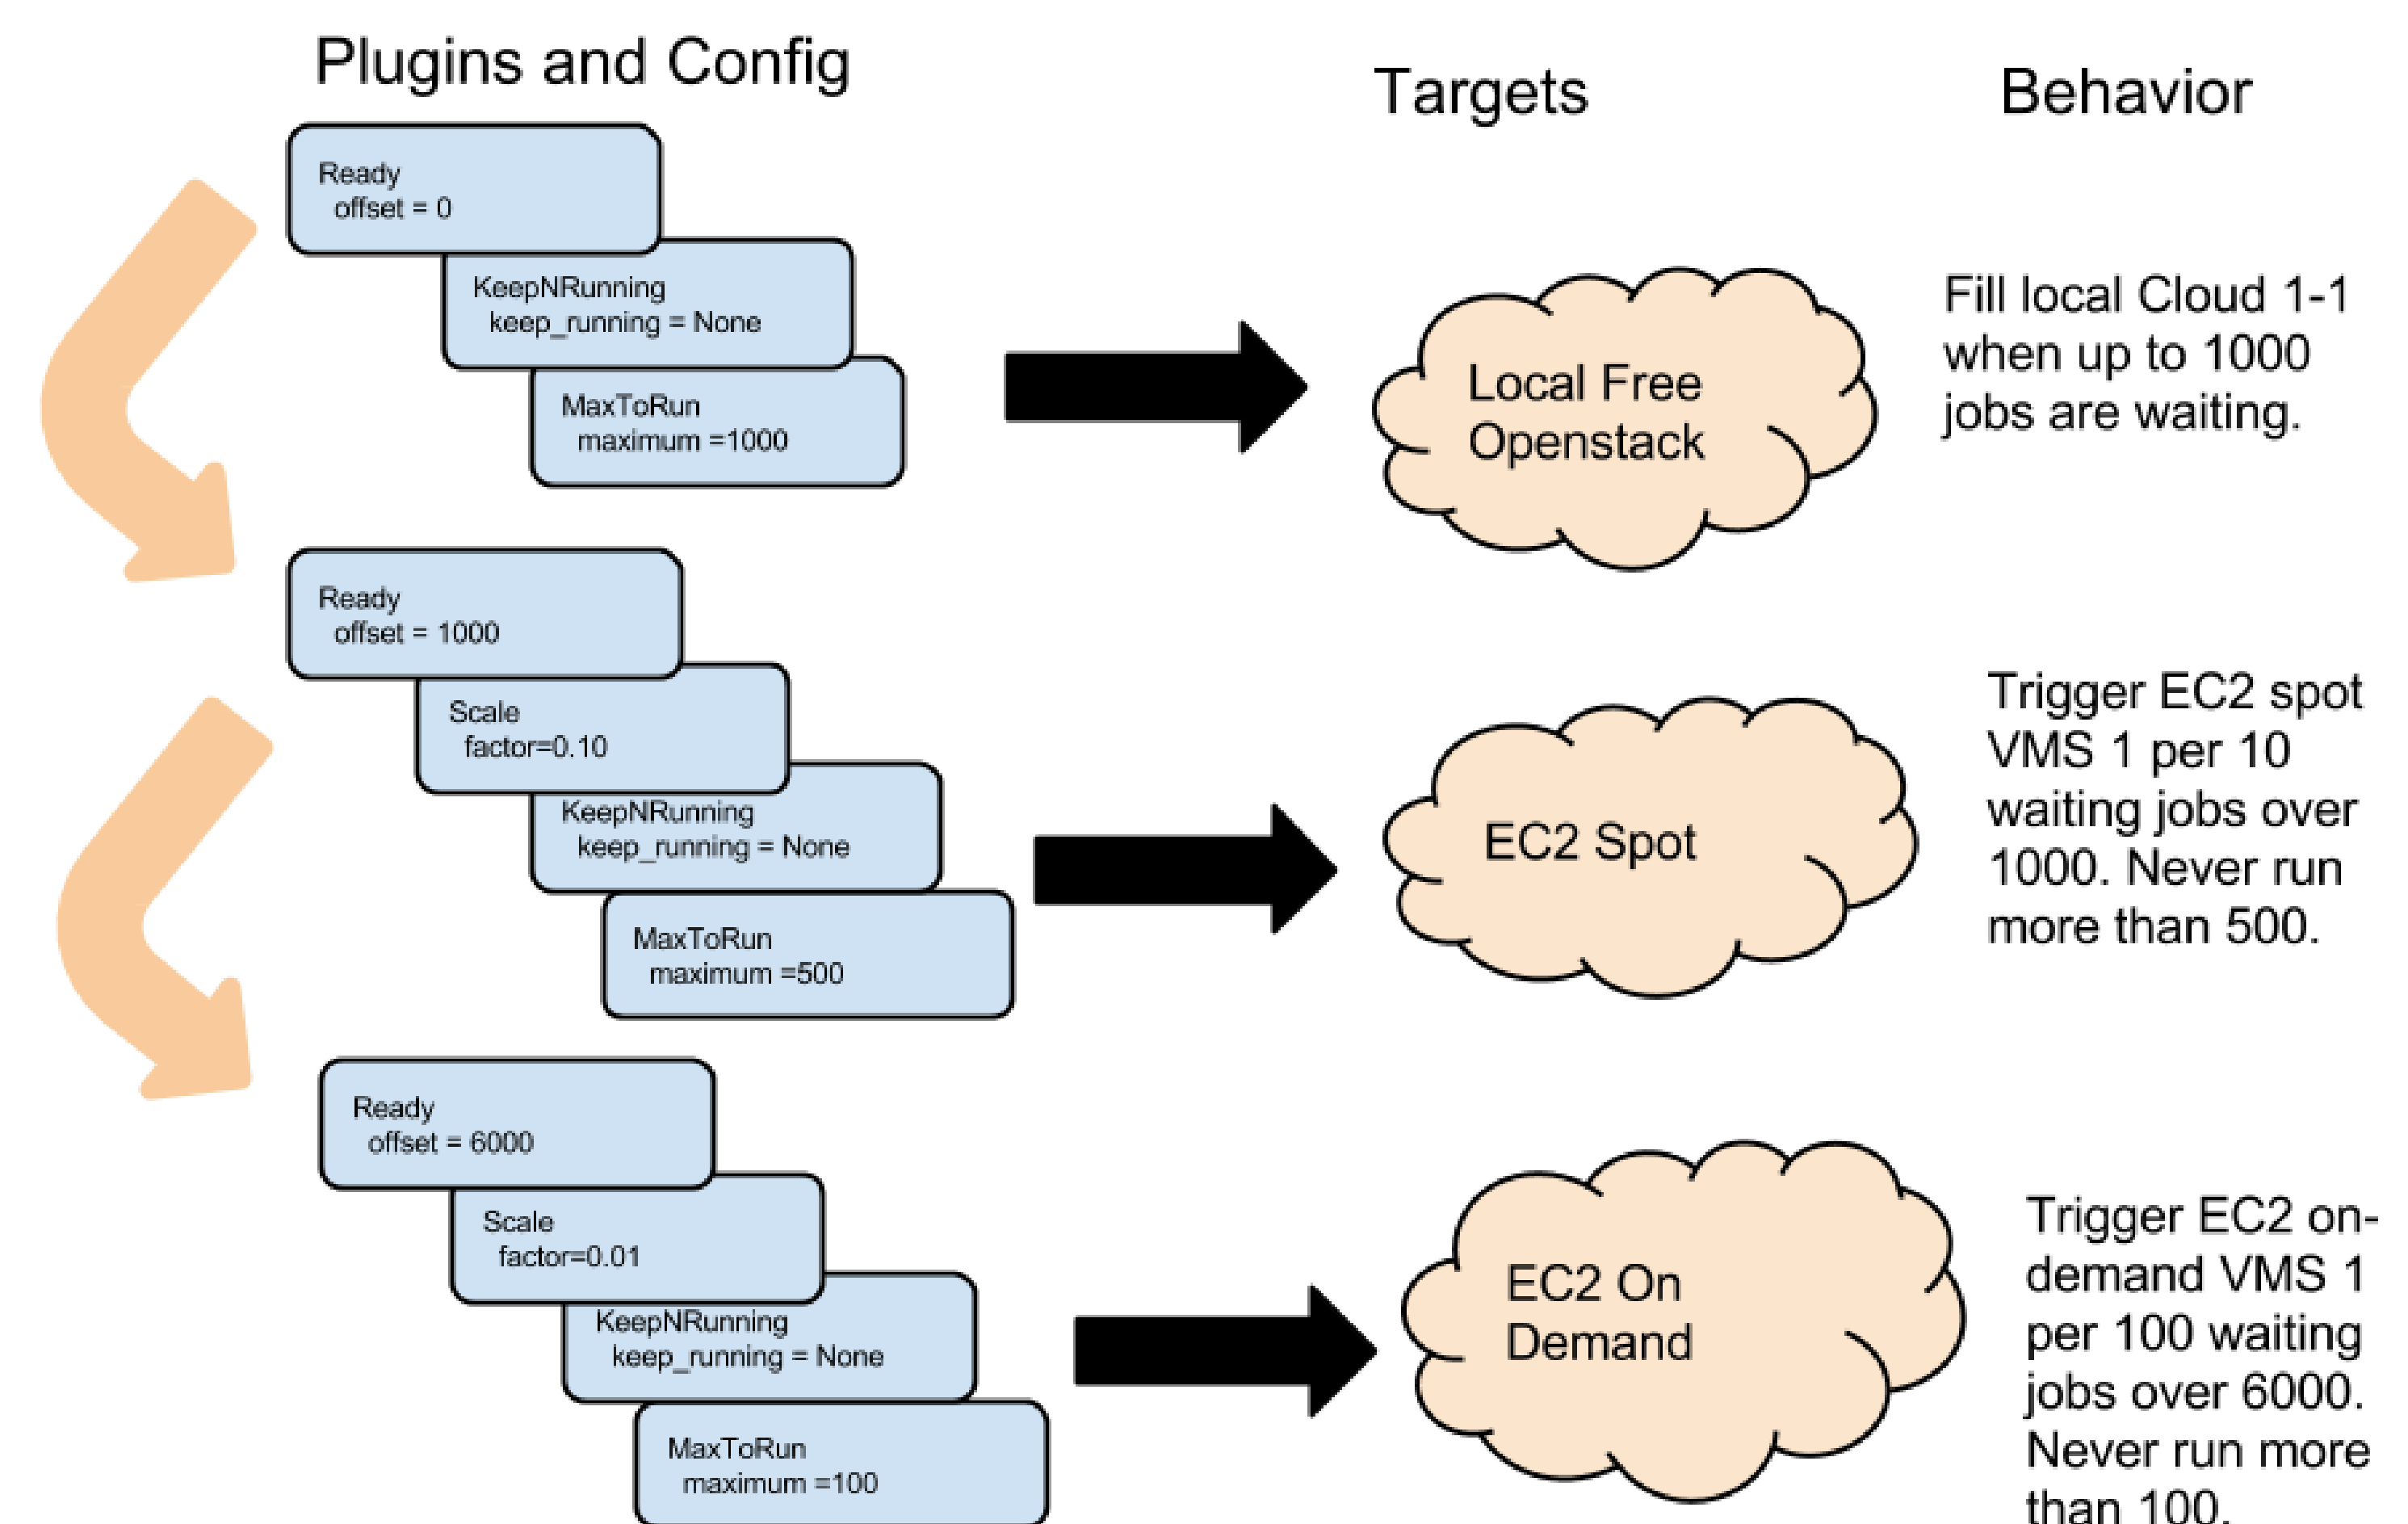 Plugins and Config
Targets
Behavior
Ready
offset = 0
KeepNRunning
keep_running = None
MaxToRun
maximum =1000
Local Free
Openstack
Fill local Cloud 1-1
when up to 1000
jobs are waiting.
Ready
offset = 1000
Scale
factor=0.10
KeepNRunning
keep_running = None
MaxToRun
maximum =500
EC2 Spot
Trigger EC2 spot
VMS 1 per 10
waiting jobs over
1000. Never run
more than 500.
Ready
offset = 6000
Scale
factor=0.01
KeepNRunning
keep_running = None
MaxToRun
maximum =100
EC2 On
Demand
Trigger EC2 on-
demand VMS 1
per 100 waiting
jobs over 6000.
Never run more
than 100.